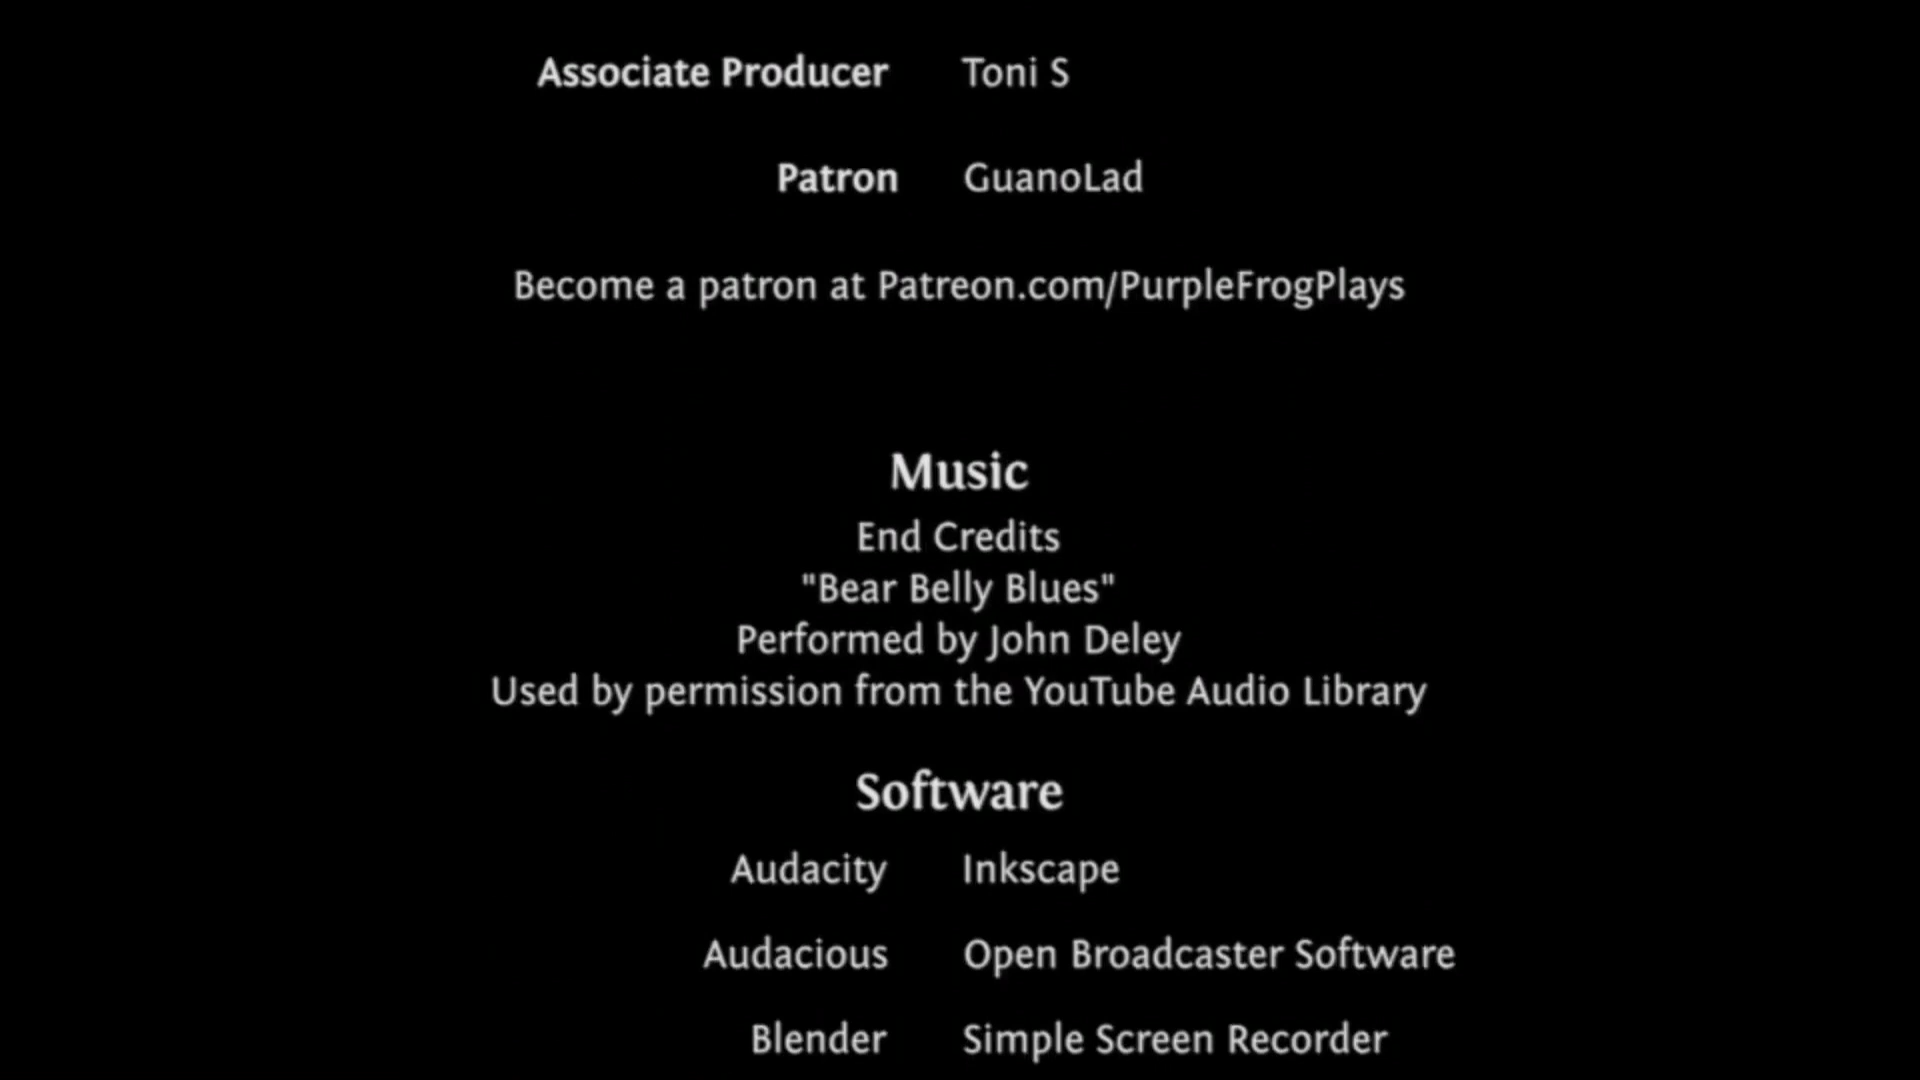 Associate Producer Toni S
Patron GuanoLad
Become a patron at Patreon.com/PurpleFrogPlays
Music
End Credits
"Bear Belly Blues"
Performed by John Deley
Used by permission from the YouTube Audio Library
Software
Audacity Inkscape
Audacious Open Broadcaster Software
Blender Simple Screen Recorder